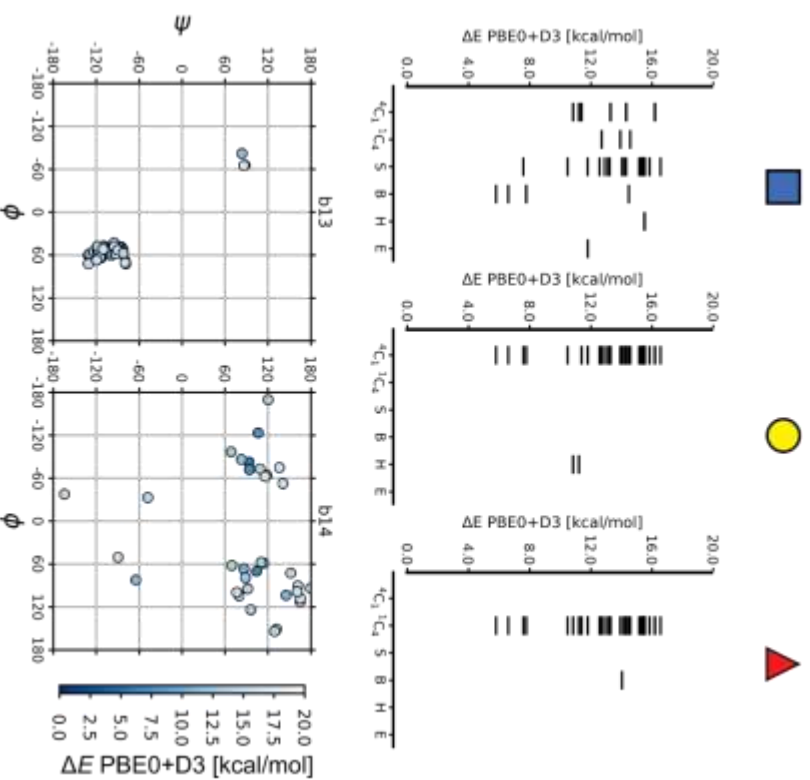 ΔE PBE0+D3 [kcal/mol]
20.0
16.0
12.0
8.0
4.0
0.0
⁴C₁ ¹C₄ S B H E
ΔE PBE0+D3 [kcal/mol]
20.0
16.0
12.0
8.0
4.0
0.0
⁴C₁ ¹C₄ S B H E
ΔE PBE0+D3 [kcal/mol]
20.0
16.0
12.0
8.0
4.0
0.0
⁴C₁ ¹C₄ S B H E
b13
ψ
180
120
60
0
-60
-120
-180
-180 -120 -60 0 60 120 180
ϕ
b14
180
120
60
0
-60
-120
-180
-180 -120 -60 0 60 120 180
ϕ
20.0
17.5
15.0
12.5
10.0
7.5
5.0
2.5
0.0
ΔE PBE0+D3 [kcal/mol]